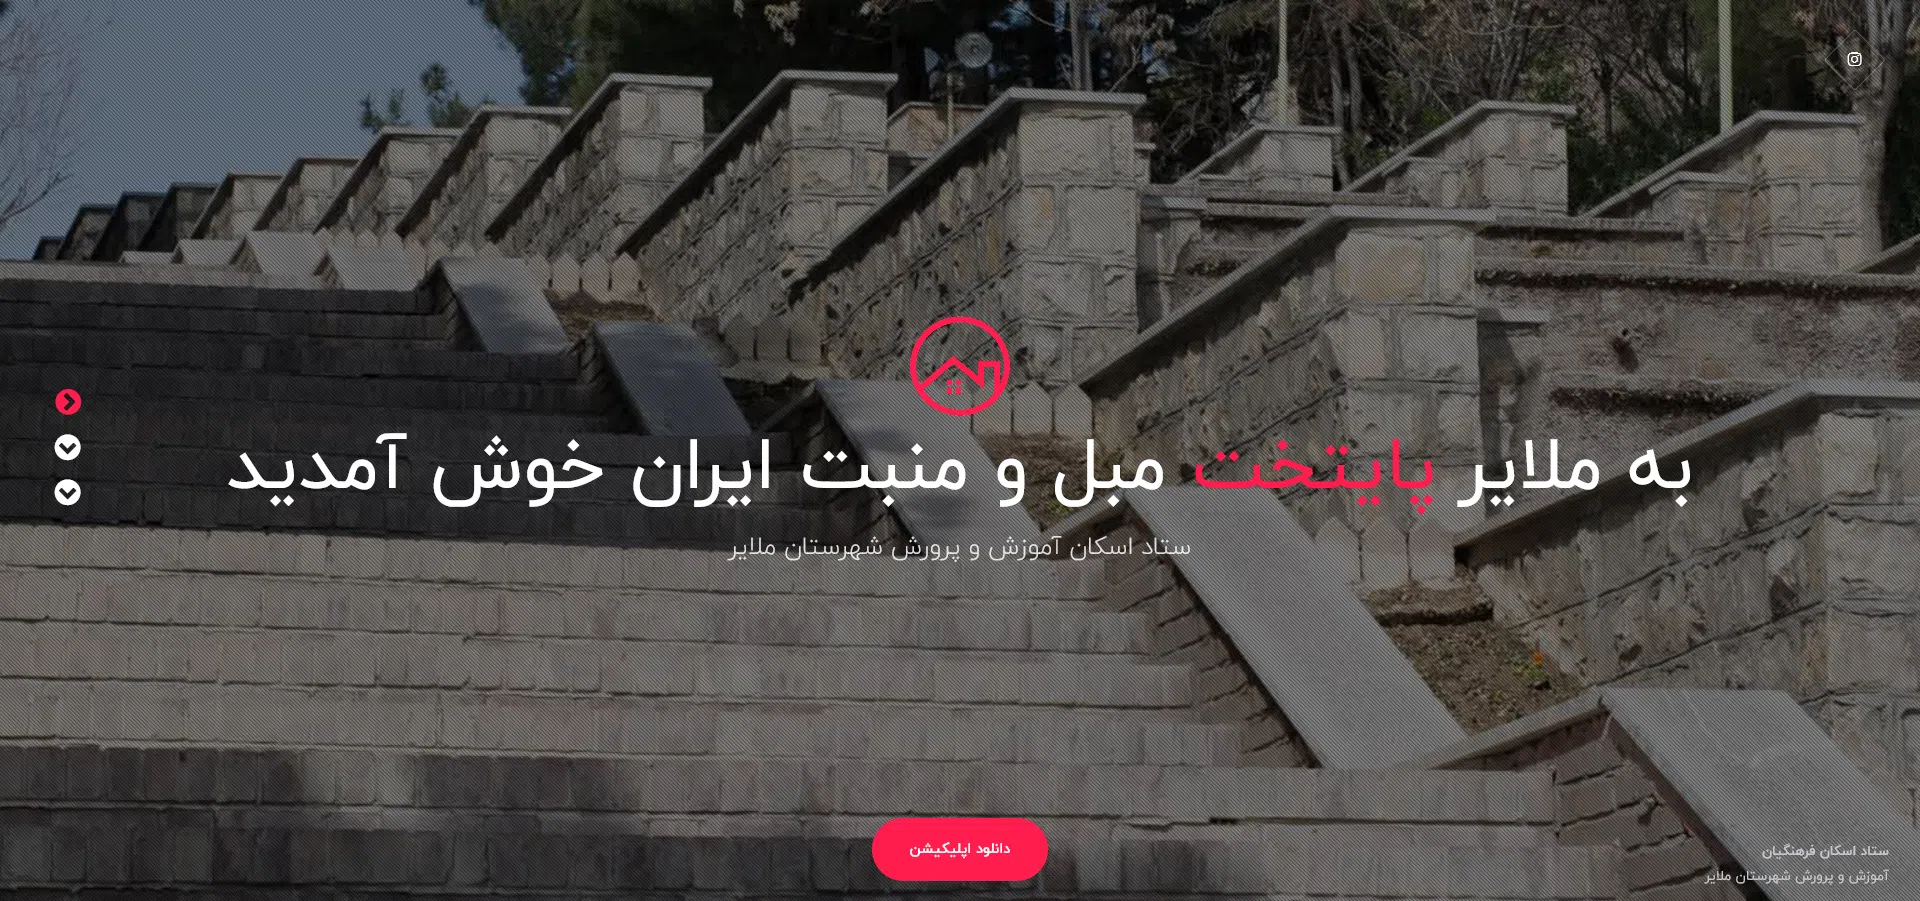 به ملایر پایتخت مبل و منبت ایران خوش آمدید
ستاد اسکان آموزش و پرورش شهرستان ملایر
دانلود اپلیکیشن
ستاد اسکان فرهنگیان
آموزش و پرورش شهرستان ملایر